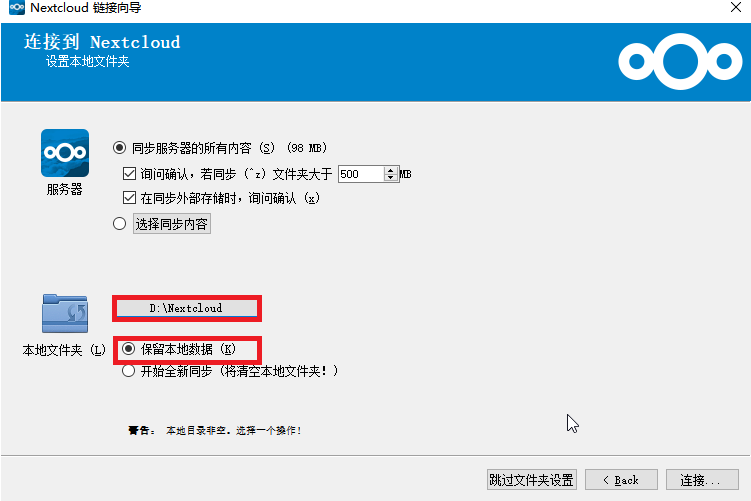 Nextcloud 链接向导
连接到 Nextcloud
设置本地文件夹
同步服务器的所有内容 (S) (98 MB)
询问确认，若同步 (^z) 文件夹大于 500 MB
在同步外部存储时，询问确认 (x)
服务器
选择同步内容
D:\Nextcloud
本地文件夹 (L)
保留本地数据 (K)
开始全新同步 (将清空本地文件夹！)
警告： 本地目录非空。选择一个操作！
跳过文件夹设置
< Back
连接...